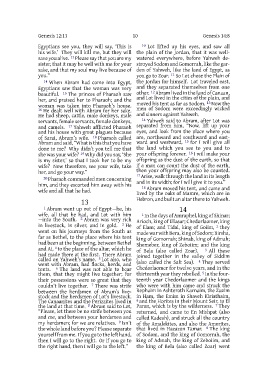 Genesis 12:13
10
Genesis 14:8
Egyptians see you, they will say, 'This is
his wife.' They will kill me, but they will
save you alive. 13 Please say that you are my
sister, that it may be well with me for your
sake, and that my soul may live because of
you."
14 When Abram had come into Egypt,
Egyptians saw that the woman was very
beautiful. 15 The princes of Pharaoh saw
her, and praised her to Pharaoh; and the
woman was taken into Pharaoh's house.
16 He dealt well with Abram for her sake.
He had sheep, cattle, male donkeys, male
servants, female servants, female donkeys,
and camels. 17 Yahweh afflicted Pharaoh
and his house with great plagues because
of Sarai, Abram's wife. 18 Pharaoh called
Abram and said, "What is this that you have
done to me? Why didn't you tell me that
she was your wife? 19 Why did you say, 'She
is my sister,' so that I took her to be my
wife? Now therefore, see your wife, take
her, and go your way."
20 Pharaoh commanded men concerning
him, and they escorted him away with his
wife and all that he had.
13
1 Abram went up out of Egypt—he, his
wife, all that he had, and Lot with him
—into the South. 2 Abram was very rich
in livestock, in silver, and in gold. 3 He
went on his journeys from the South as
far as Bethel, to the place where his tent
had been at the beginning, between Bethel
and Ai, 4 to the place of the altar, which he
had made there at the first. There Abram
called on Yahweh's name. 5 Lot also, who
went with Abram, had flocks, herds, and
tents. 6 The land was not able to bear
them, that they might live together; for
their possessions were so great that they
couldn't live together. 7 There was strife
between the herdsmen of Abram's live-
stock and the herdsmen of Lot's livestock.
The Canaanites and the Perizzites lived in
the land at that time. 8 Abram said to Lot,
"Please, let there be no strife between you
and me, and between your herdsmen and
my herdsmen; for we are relatives. 9 Isn't
the whole land before you? Please separate
yourself from me. If you go to the left hand,
then I will go to the right. Or if you go to
the right hand, then I will go to the left."
10 Lot lifted up his eyes, and saw all
the plain of the Jordan, that it was well-
watered everywhere, before Yahweh de-
stroyed Sodom and Gomorrah, like the gar-
den of Yahweh, like the land of Egypt, as
you go to Zoar. 11 So Lot chose the Plain of
the Jordan for himself. Lot traveled east,
and they separated themselves from one
other. 12 Abram lived in the land of Canaan,
and Lot lived in the cities of the plain, and
moved his tent as far as Sodom. 13 Now the
men of Sodom were exceedingly wicked
and sinners against Yahweh.
14 Yahweh said to Abram, after Lot was
separated from him, "Now, lift up your
eyes, and look from the place where you
are, northward and southward and east-
ward and westward, 15 for I will give all
the land which you see to you and to
your offspring forever. 16 I will make your
offspring as the dust of the earth, so that
if a man can count the dust of the earth,
then your offspring may also be counted.
17 Arise, walk through the land in its length
and in its width; for I will give it to you."
18 Abram moved his tent, and came and
lived by the oaks of Mamre, which are in
Hebron, and built an altar there to Yahweh.
14
1 In the days of Amraphel, king of Shinar;
Arioch, king of Ellasar; Chedorlaomer, king
of Elam; and Tidal, king of Goiim, 2 they
made war with Bera, king of Sodom; Birsha,
king of Gomorrah; Shinab, king of Admah;
Shemeber, king of Zeboiim; and the king
of Bela (also called Zoar). 3 All these
joined together in the valley of Siddim
(also called the Salt Sea). 4 They served
Chedorlaomer for twelve years, and in the
thirteenth year they rebelled. 5 In the four-
teenth year Chedorlaomer and the kings
who were with him came and struck the
Rephaim in Ashteroth Karnaim, the Zuzim
in Ham, the Emim in Shaveh Kiriathaim,
6 and the Horites in their Mount Seir, to El
Paran, which is by the wilderness. 7 They
returned, and came to En Mishpat (also
called Kadesh), and struck all the country
of the Amalekites, and also the Amorites,
that lived in Hazazon Tamar. 8 The king
of Sodom, and the king of Gomorrah, the
king of Admah, the king of Zeboiim, and
the king of Bela (also called Zoar) went